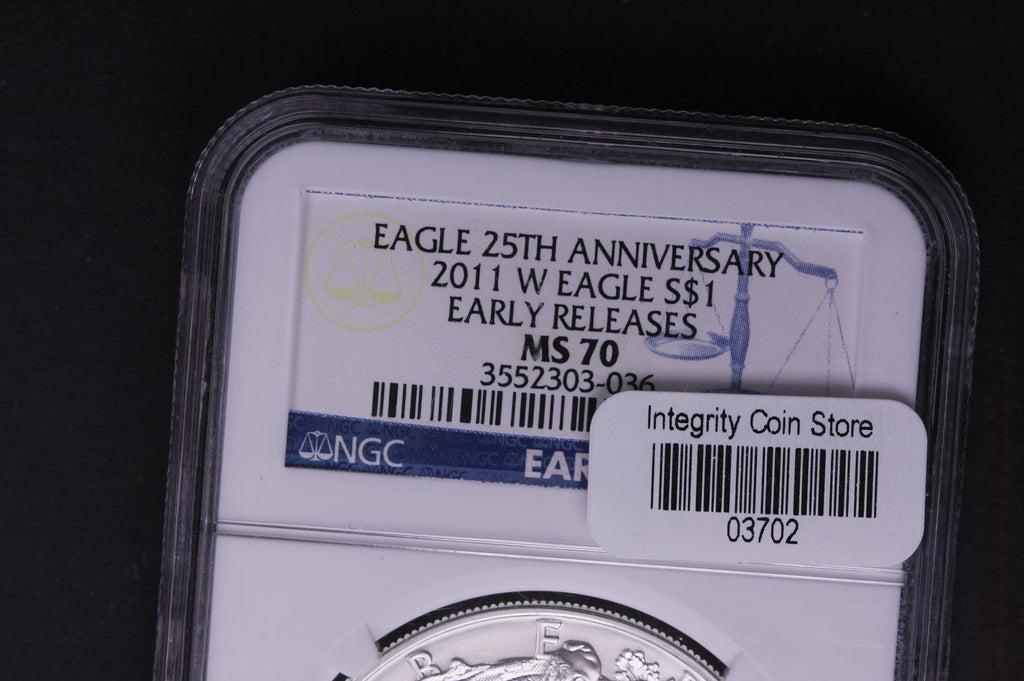 EAGLE 25TH ANNIVERSARY
2011 W EAGLE S$1
EARLY RELEASES
MS 70
3552303-036
NGC
EAR
Integrity Coin Store
03702
B E